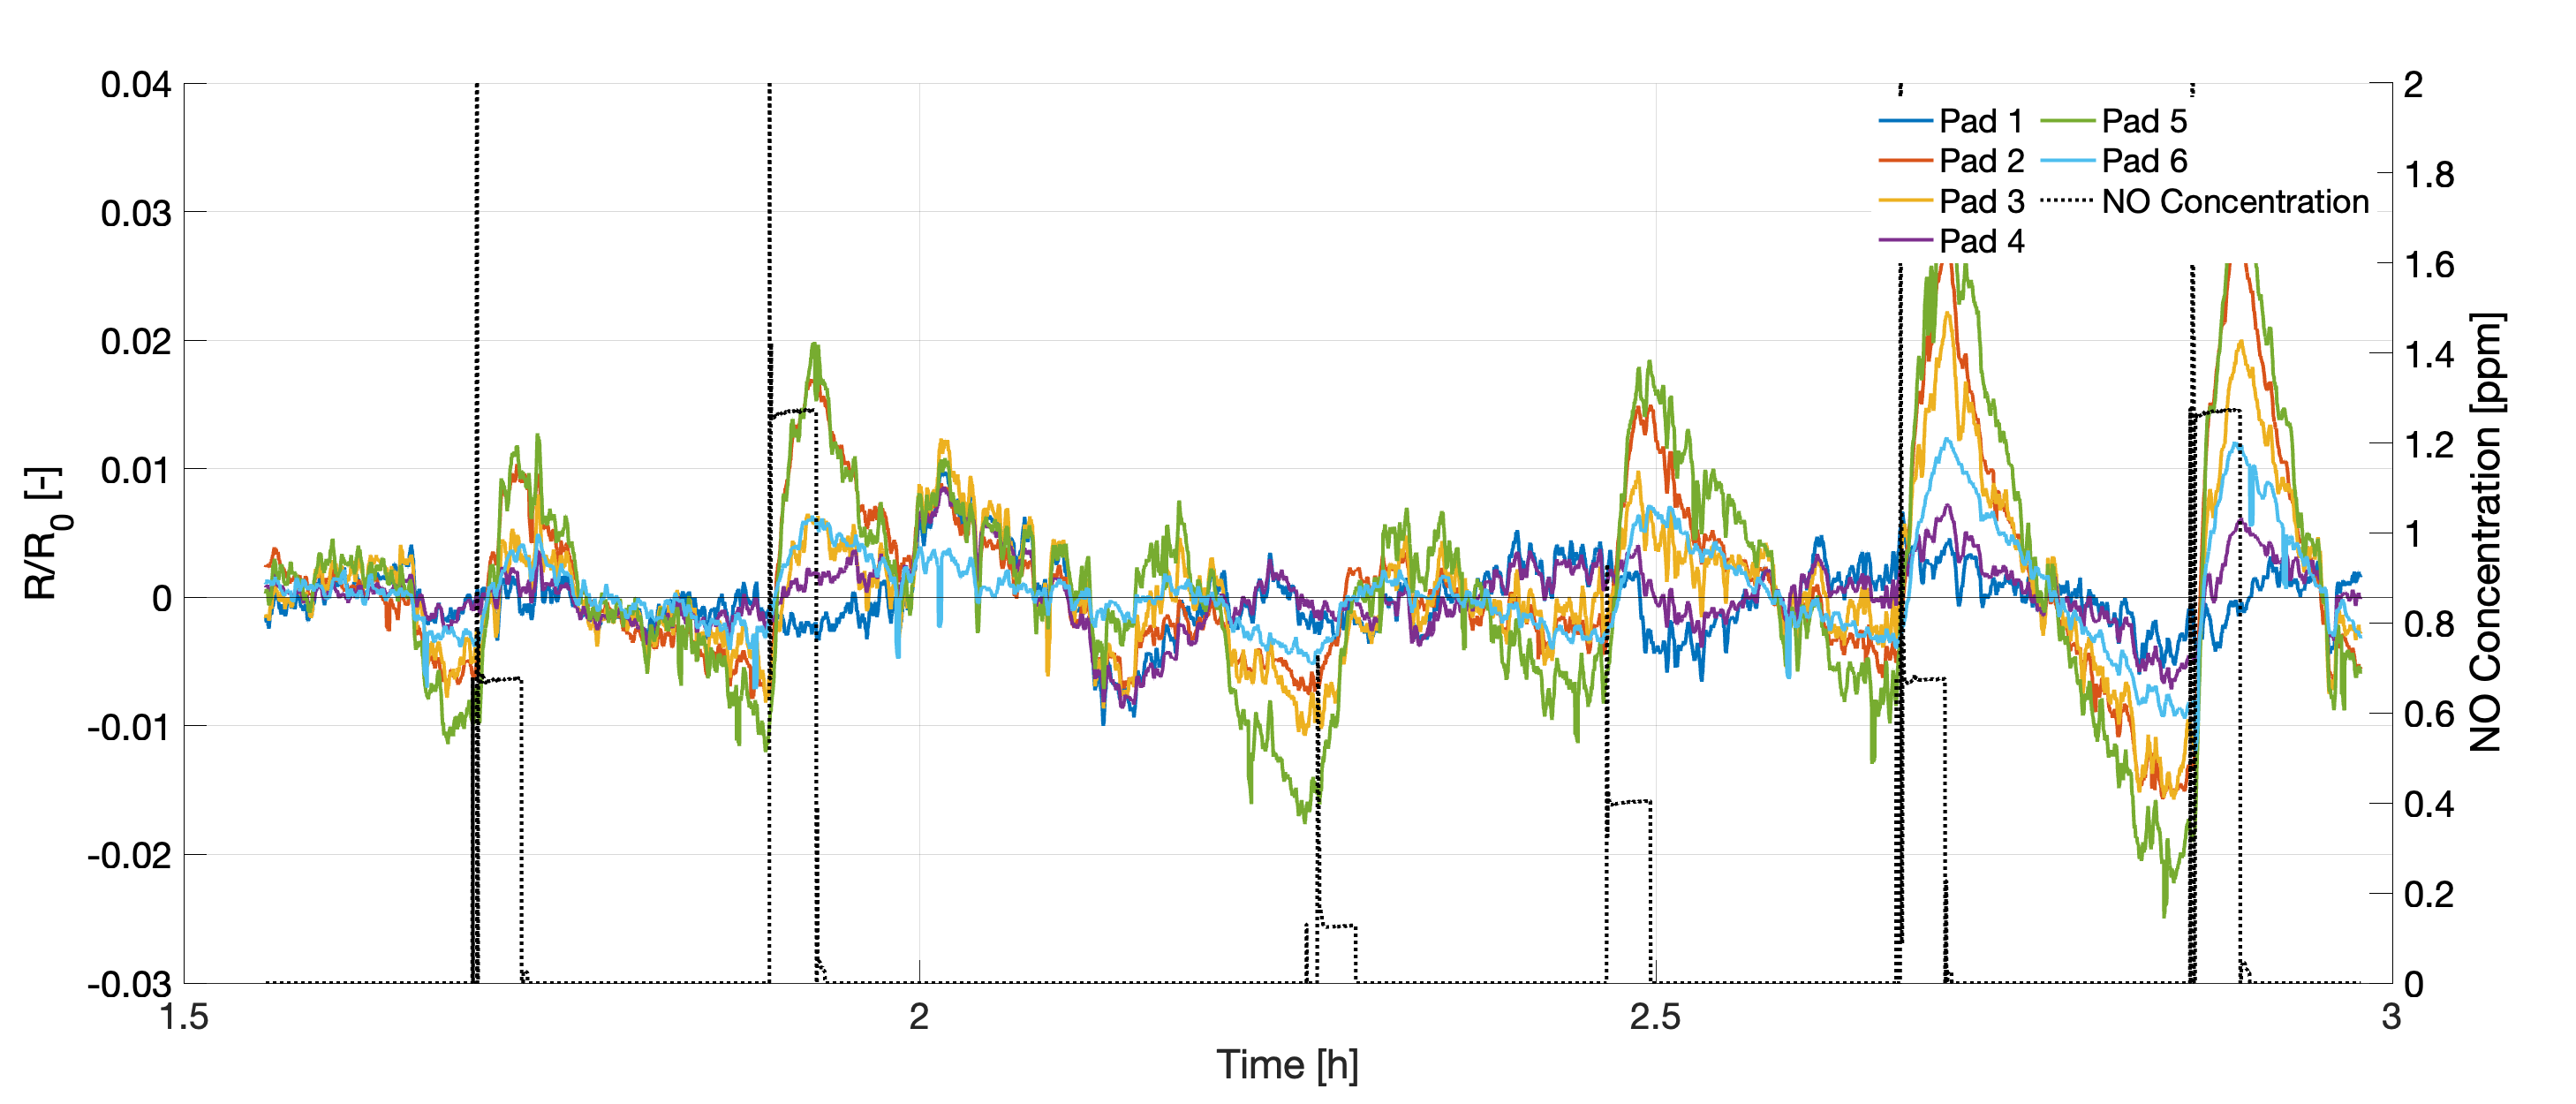 0.04
0.03
0.02
0.01
0
-0.01
-0.02
-0.03
R/R0 [-]
1.5
2
2.5
3
Time [h]
2
1.8
1.6
1.4
1.2
1
0.8
0.6
0.4
0.2
0
NO Concentration [ppm]
Pad 1
Pad 2
Pad 3
Pad 4
Pad 5
Pad 6
NO Concentration